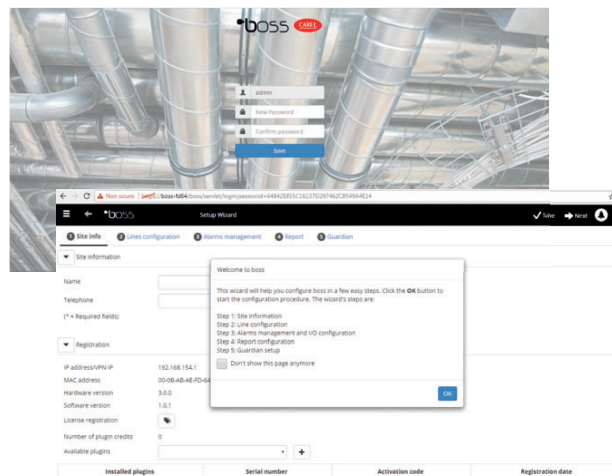 boss CAREL
admin
New Password
Confirm password
Save
Non sicuro | https://boss-fd64/boss/servlet/login;jsessionid=
boss Setup Wizard Save Next
1 Site info 2 Lines configuration 3 Alarms management 4 Report 5 Guardian
Site information
Name
Telephone
(* = Required fields)
Welcome to boss
This wizard will help you configure boss in a few easy steps. Click the OK button to
start the configuration procedure. The wizard's steps are:
Step 1: Site information
Step 2: Line configuration
Step 3: Alarms management and I/O configuration
Step 4: Report configuration
Step 5: Guardian setup
Don't show this page anymore
OK
Registration
IP address/VPN IP 192.168.154.1
MAC address 00-0B-AB-AE-FD-64
Hardware version 3.0.0
Software version 1.0.1
License registration
Number of plugin credits 0
Available plugins
Installed plugins Serial number Activation code Registration date